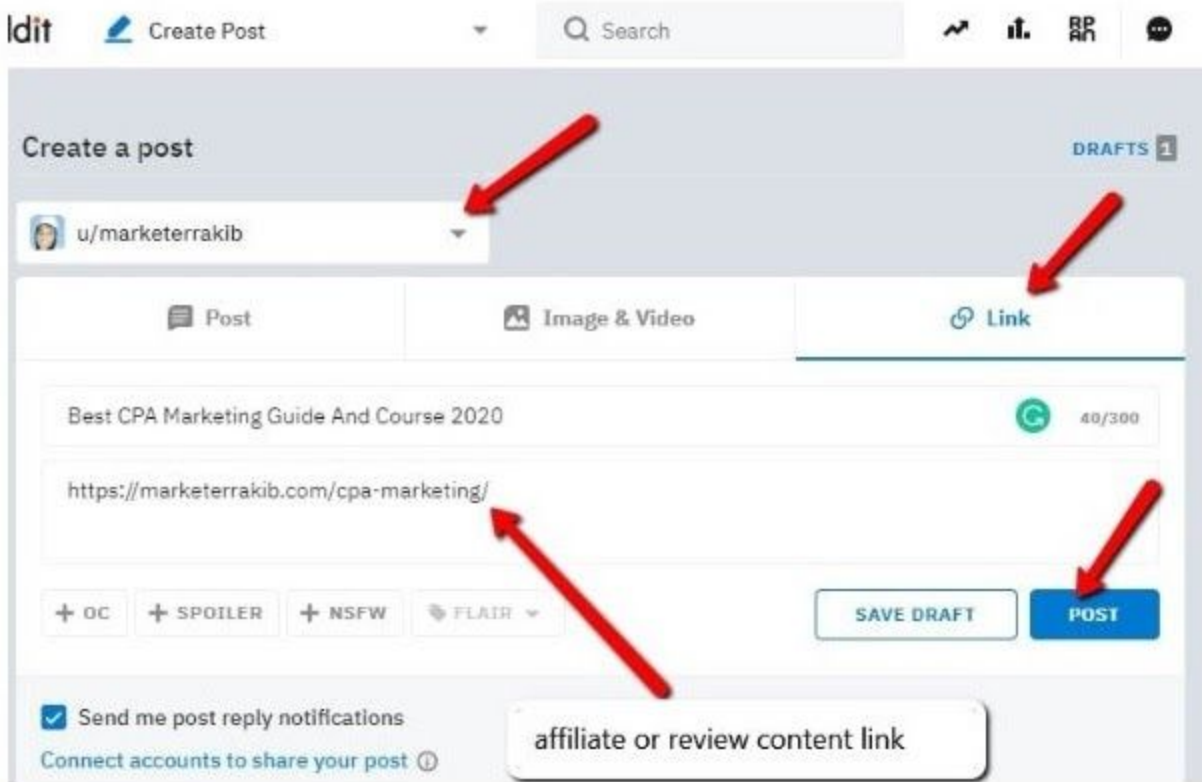 ddit Create Post Search RPAN
Create a post DRAFTS 1
u/marketerrakib
Post Image & Video Link
Best CPA Marketing Guide And Course 2020 40/300
https://marketerrakib.com/cpa-marketing/
+ OC + SPOILER + NSFW FLAIR SAVE DRAFT POST
Send me post reply notifications
affiliate or review content link
Connect accounts to share your post